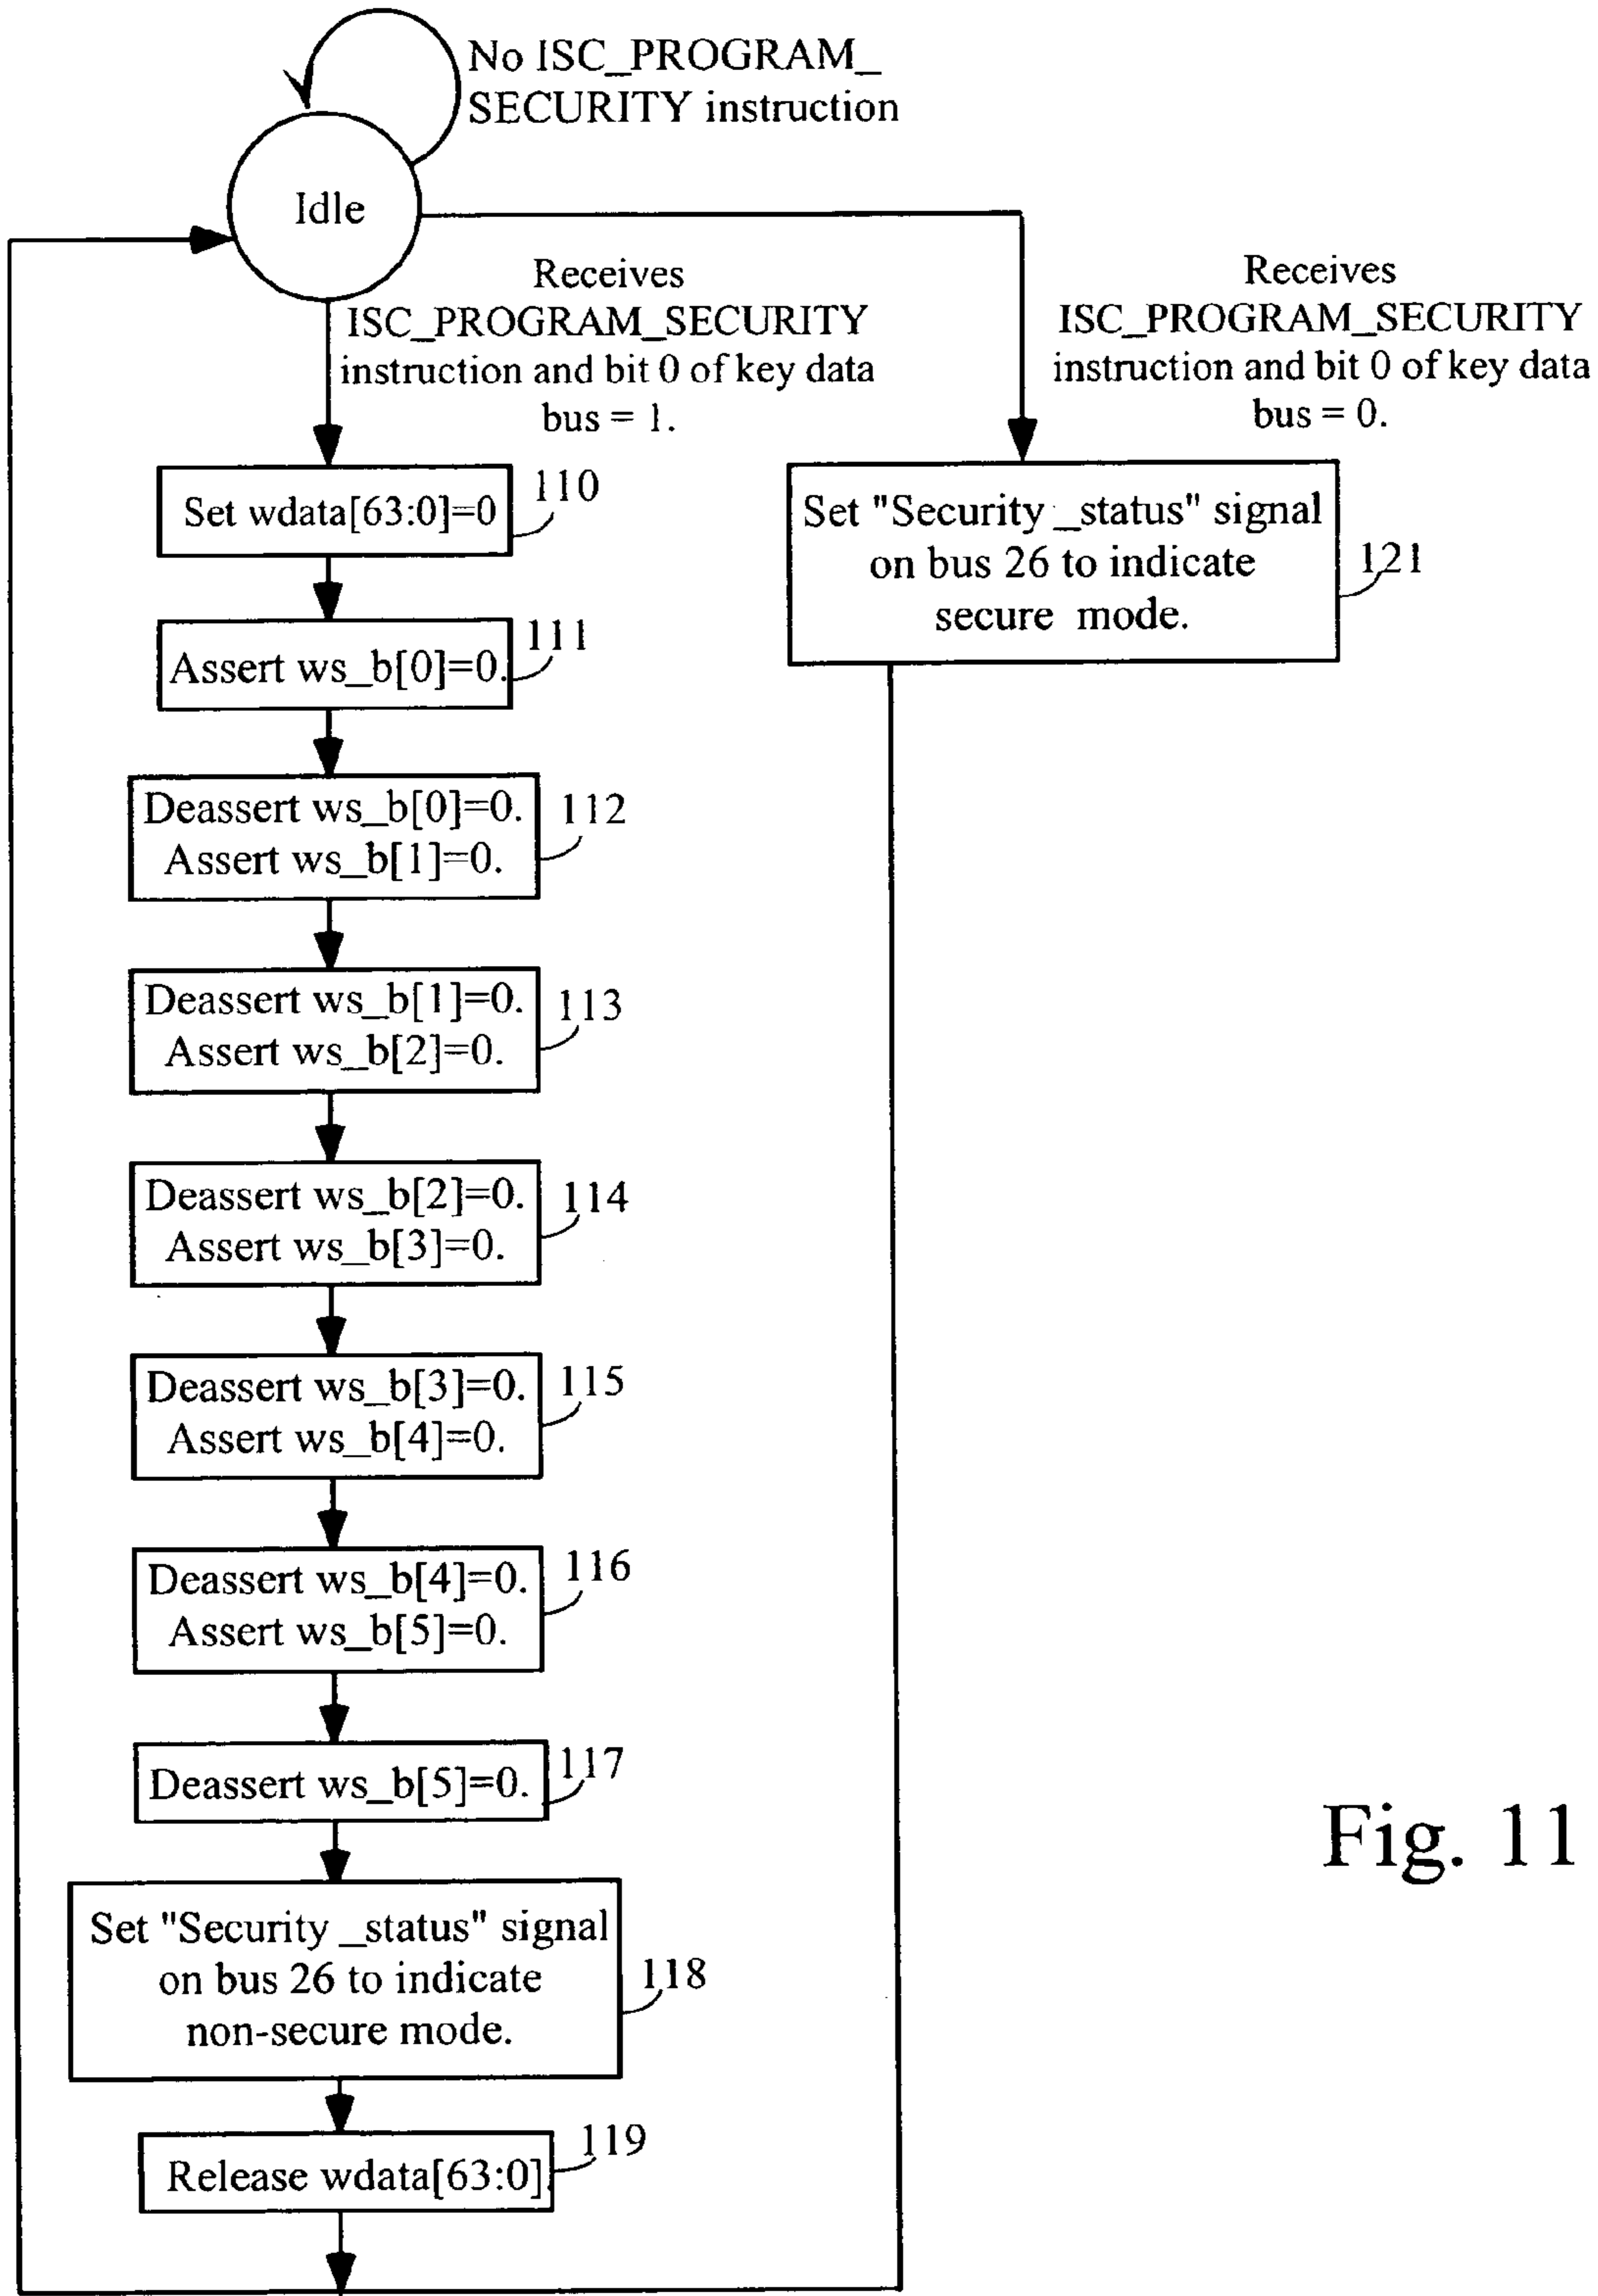 No ISC_PROGRAM_
SECURITY instruction
Idle
Receives
ISC_PROGRAM_SECURITY
instruction and bit 0 of key data
bus = 1.
Receives
ISC_PROGRAM_SECURITY
instruction and bit 0 of key data
bus = 0.
Set wdata[63:0]=0
110
Set "Security_status" signal
on bus 26 to indicate
secure mode.
121
Assert ws_b[0]=0.
111
Deassert ws_b[0]=0.
Assert ws_b[1]=0.
112
Deassert ws_b[1]=0.
Assert ws_b[2]=0.
113
Deassert ws_b[2]=0.
Assert ws_b[3]=0.
114
Deassert ws_b[3]=0.
Assert ws_b[4]=0.
115
Deassert ws_b[4]=0.
Assert ws_b[5]=0.
116
Deassert ws_b[5]=0.
117
Set "Security_status" signal
on bus 26 to indicate
non-secure mode.
118
Release wdata[63:0]
119
Fig. 11